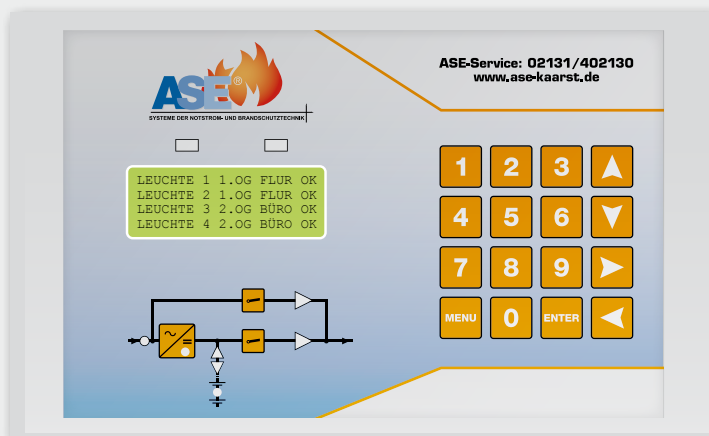 ASE®
SYSTEME DER NOTSTROM- UND BRANDSCHUTZTECHNIK
ASE-Service: 02131/402130
www.ase-kaarst.de
LEUCHTE 1 1.OG FLUR OK
LEUCHTE 2 1.OG FLUR OK
LEUCHTE 3 2.OG BÜRO OK
LEUCHTE 4 2.OG BÜRO OK
1 2 3
4 5 6
7 8 9
MENU 0 ENTER